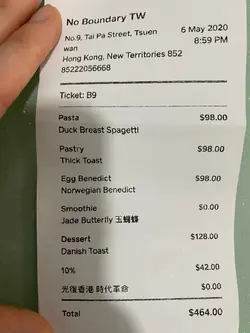 No Boundary TW
No.9, Tai Pa Street, Tsuen wan
6 May 2020
8:59 PM
Hong Kong, New Territories 852
85222056668
Ticket: B9
Pasta $98.00
Duck Breast Spagetti
Pastry $98.00
Thick Toast
Egg Benedict $98.00
Norwegian Benedict
Smoothie $0.00
Jade Butterfly 玉蝴蝶
Dessert $128.00
Danish Toast
10% $42.00
光復香港 時代革命 $0.00
Total $464.00